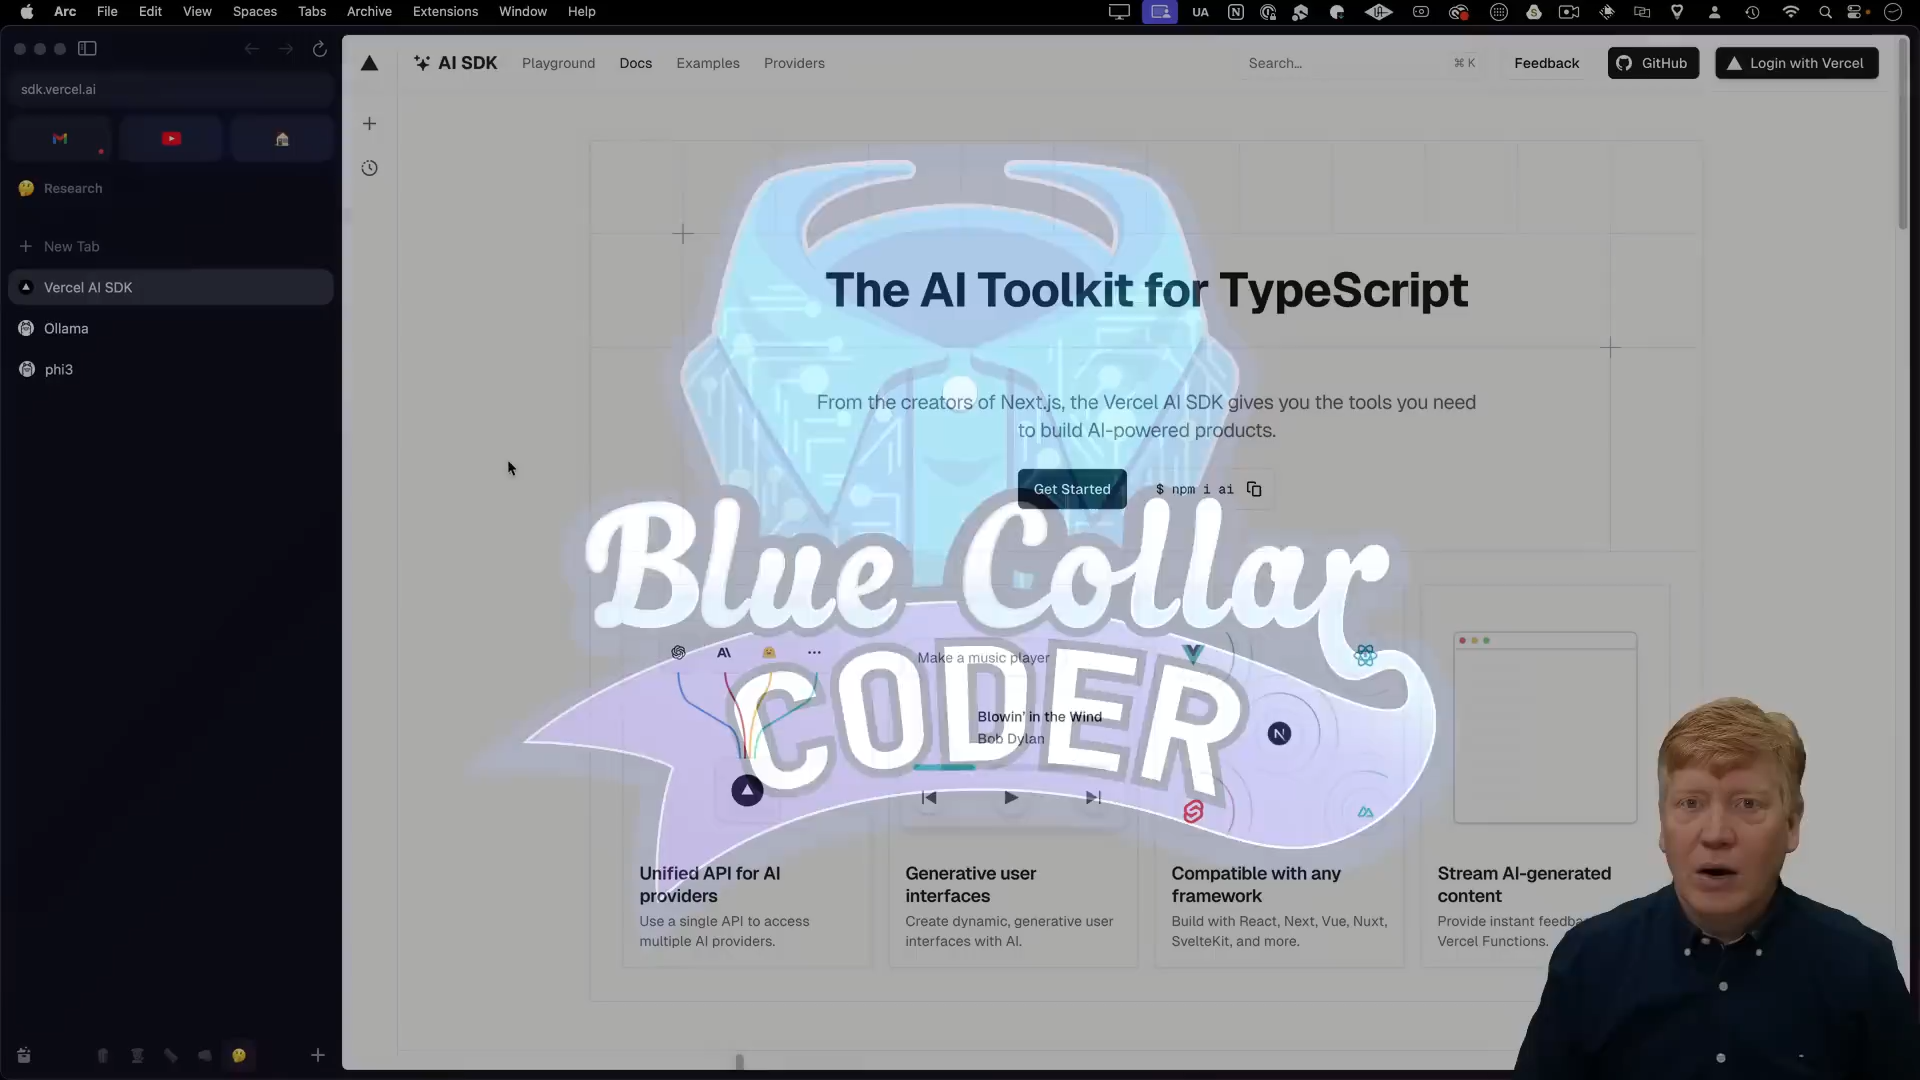 Arc File Edit View Spaces Tabs Archive Extensions Window Help
UA
sdk.vercel.ai
Research
New Tab
Vercel AI SDK
Ollama
phi3
AI SDK Playground Docs Examples Providers
Search... ⌘ K Feedback GitHub Login with Vercel
The AI Toolkit for TypeScript
From the creators of Next.js, the Vercel AI SDK gives you the tools you need
to build AI-powered products.
Get Started $ npm i ai
Blue Collar
CODER
Make a music player
Blowin' in the Wind
Bob Dylan
Unified API for AI
providers
Use a single API to access
multiple AI providers.
Generative user
interfaces
Create dynamic, generative user
interfaces with AI.
Compatible with any
framework
Build with React, Next, Vue, Nuxt,
SvelteKit, and more.
Stream AI-generated
content
Provide instant
Vercel Functions.